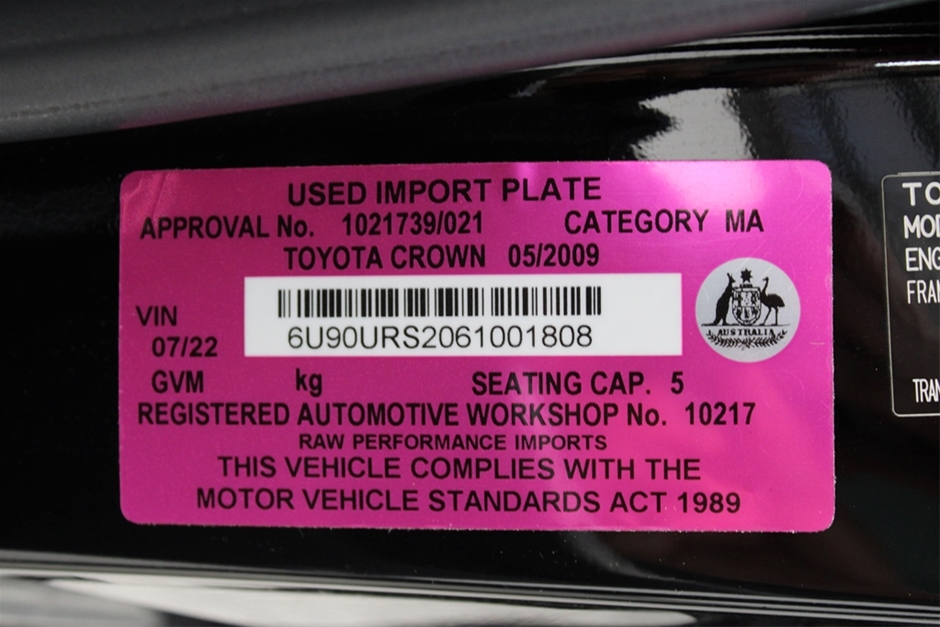 USED IMPORT PLATE
APPROVAL No. 1021739/021 CATEGORY MA
TOYOTA CROWN 05/2009
VIN
6U90URS2061001808
07/22
AUSTRALIA
GVM kg SEATING CAP. 5
REGISTERED AUTOMOTIVE WORKSHOP No. 10217
RAW PERFORMANCE IMPORTS
THIS VEHICLE COMPLIES WITH THE
MOTOR VEHICLE STANDARDS ACT 1989